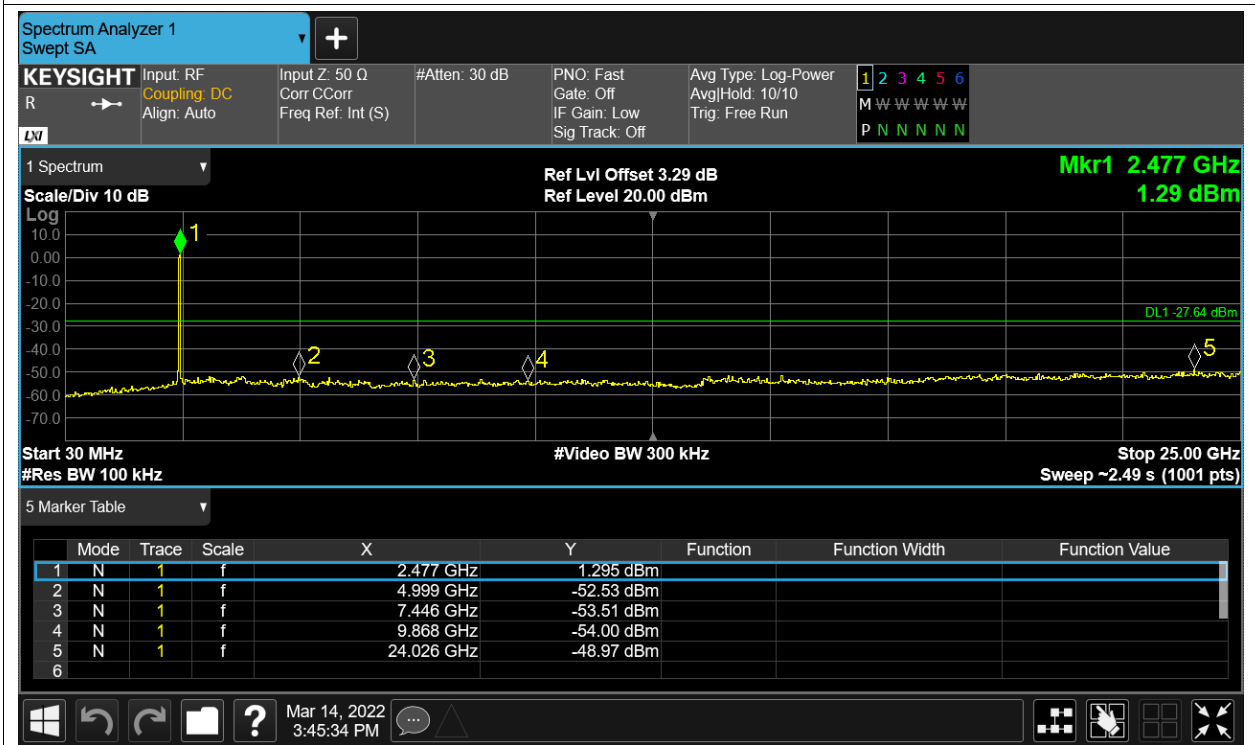 Spectrum Analyzer 1
Swept SA
KEYSIGHT
R
LXI
Input: RF
Coupling: DC
Align: Auto
Input Z: 50 Ω
Corr CCorr
Freq Ref: Int (S)
#Atten: 30 dB
PNO: Fast
Gate: Off
IF Gain: Low
Sig Track: Off
Avg Type: Log-Power
Avg|Hold: 10/10
Trig: Free Run
1 2 3 4 5 6
M W W W W W
P N N N N N
1 Spectrum
Scale/Div 10 dB
Ref Lvl Offset 3.29 dB
Ref Level 20.00 dBm
Mkr1 2.477 GHz
1.29 dBm
Log
10.0
0.00
-10.0
-20.0
-30.0
-40.0
-50.0
-60.0
-70.0
1
2
3
4
5
DL1 -27.64 dBm
Start 30 MHz
#Video BW 300 kHz
Stop 25.00 GHz
#Res BW 100 kHz
Sweep ~2.49 s (1001 pts)
5 Marker Table
Mode Trace Scale X Y Function Function Width Function Value
1 N 1 f 2.477 GHz 1.295 dBm
2 N 1 f 4.999 GHz -52.53 dBm
3 N 1 f 7.446 GHz -53.51 dBm
4 N 1 f 9.868 GHz -54.00 dBm
5 N 1 f 24.026 GHz -48.97 dBm
6
?
Mar 14, 2022
3:45:34 PM